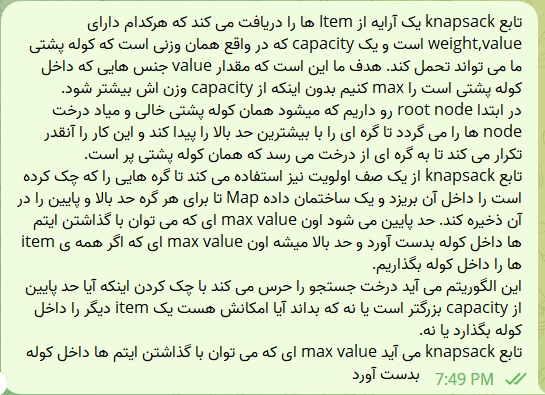 تابع knapsack یک آرایه از Item ها را دریافت می کند که هرکدام دارای
weight,value است و یک capacity که در واقع همان وزنی است که کوله پشتی
ما می تواند تحمل کند. هدف ما این است که مقدار value جنس هایی که داخل
کوله پشتی است را max کنیم بدون اینکه از capacity وزن اش بیشتر شود.
در ابتدا root node رو داریم که میشود همان کوله پشتی خالی و میاد درخت
node ها را می گردد تا گره ای را با بیشترین حد بالا را پیدا کند و این کار را آنقدر
تکرار می کند تا به گره ای از درخت می رسد که همان کوله پشتی پر است.
تابع knapsack از یک صف اولویت نیز استفاده می کند تا گره هایی را که چک کرده
است را داخل آن بریزد و یک ساختمان داده Map تا برای هر گره حد بالا و پایین را در
آن ذخیره کند. حد پایین می شود اون max value ای که می توان با گذاشتن ایتم
ها داخل کوله بدست آورد و حد بالا میشه اون max value ای که اگر همه ی item
ها را داخل کوله بگذاریم.
این الگوریتم می آید درخت جستجو را حرس می کند با چک کردن اینکه آیا حد پایین
از capacity بزرگتر است یا نه که بداند آیا امکانش هست یک item دیگر را داخل
کوله بگذارد یا نه.
تابع knapsack می آید max value ای که می توان با گذاشتن ایتم ها داخل کوله
بدست آورد
7:49 PM